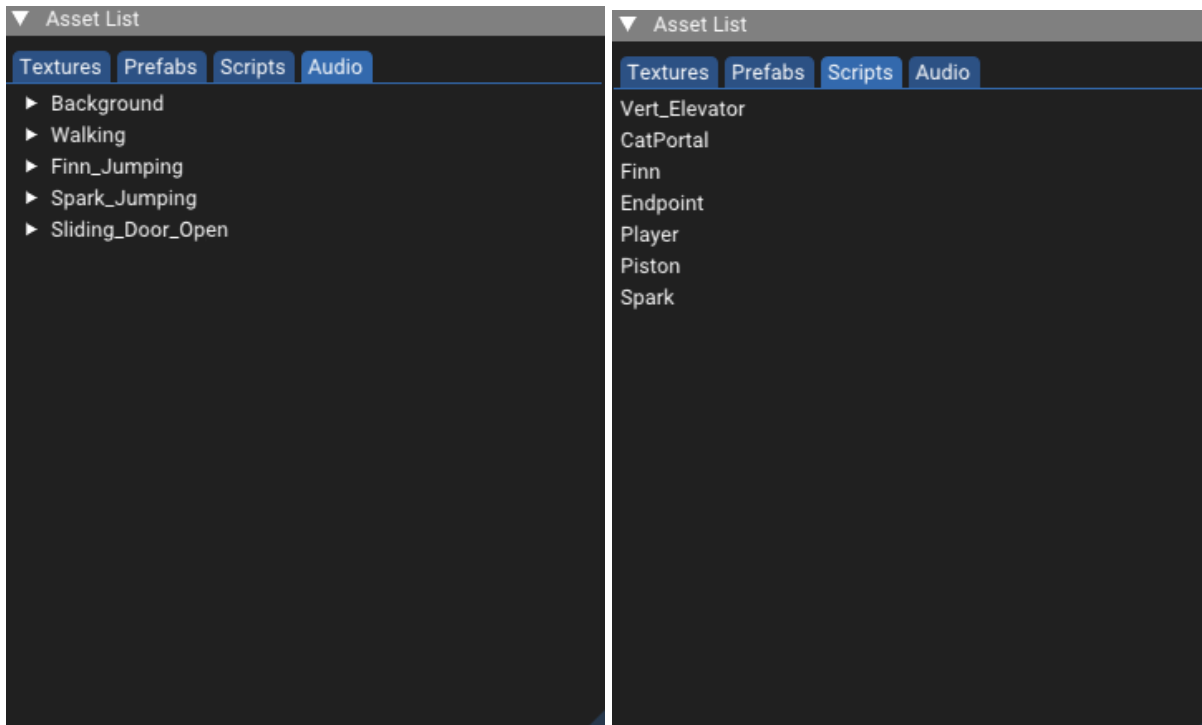 Asset List
Textures Prefabs Scripts Audio
Background
Walking
Finn_Jumping
Spark_Jumping
Sliding_Door_Open
Asset List
Textures Prefabs Scripts Audio
Vert_Elevator
CatPortal
Finn
Endpoint
Player
Piston
Spark